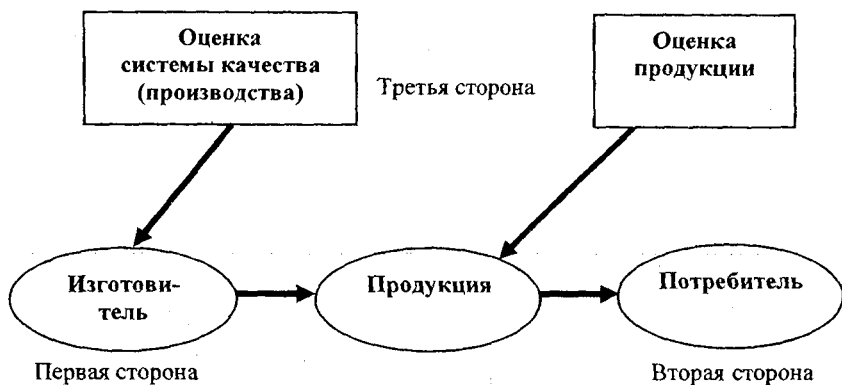 Оценка
системы качества
(производства)
Третья сторона
Оценка
продукции
Изготови-
тель
Продукция
Потребитель
Первая сторона
Вторая сторона